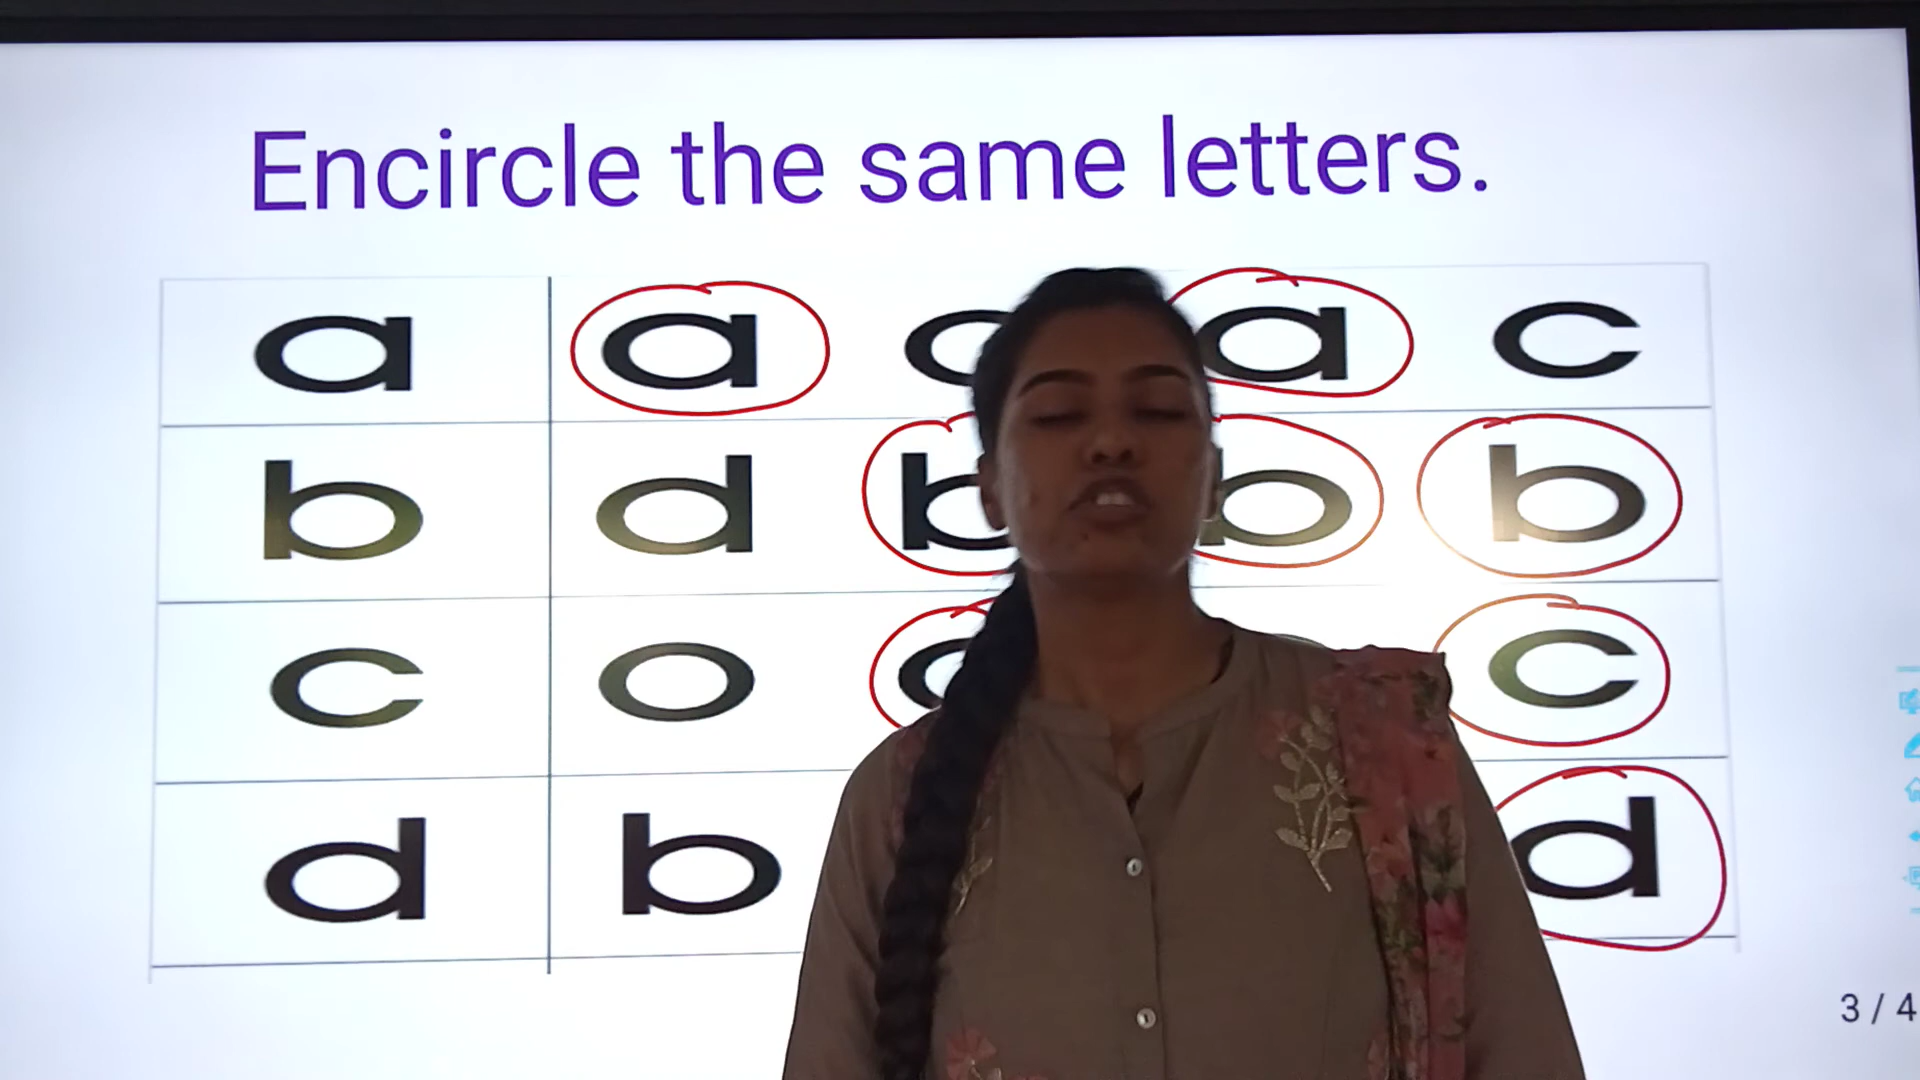 Encircle the same letters.
a a a c
b d b b b
c o c
d b d
3 / 4